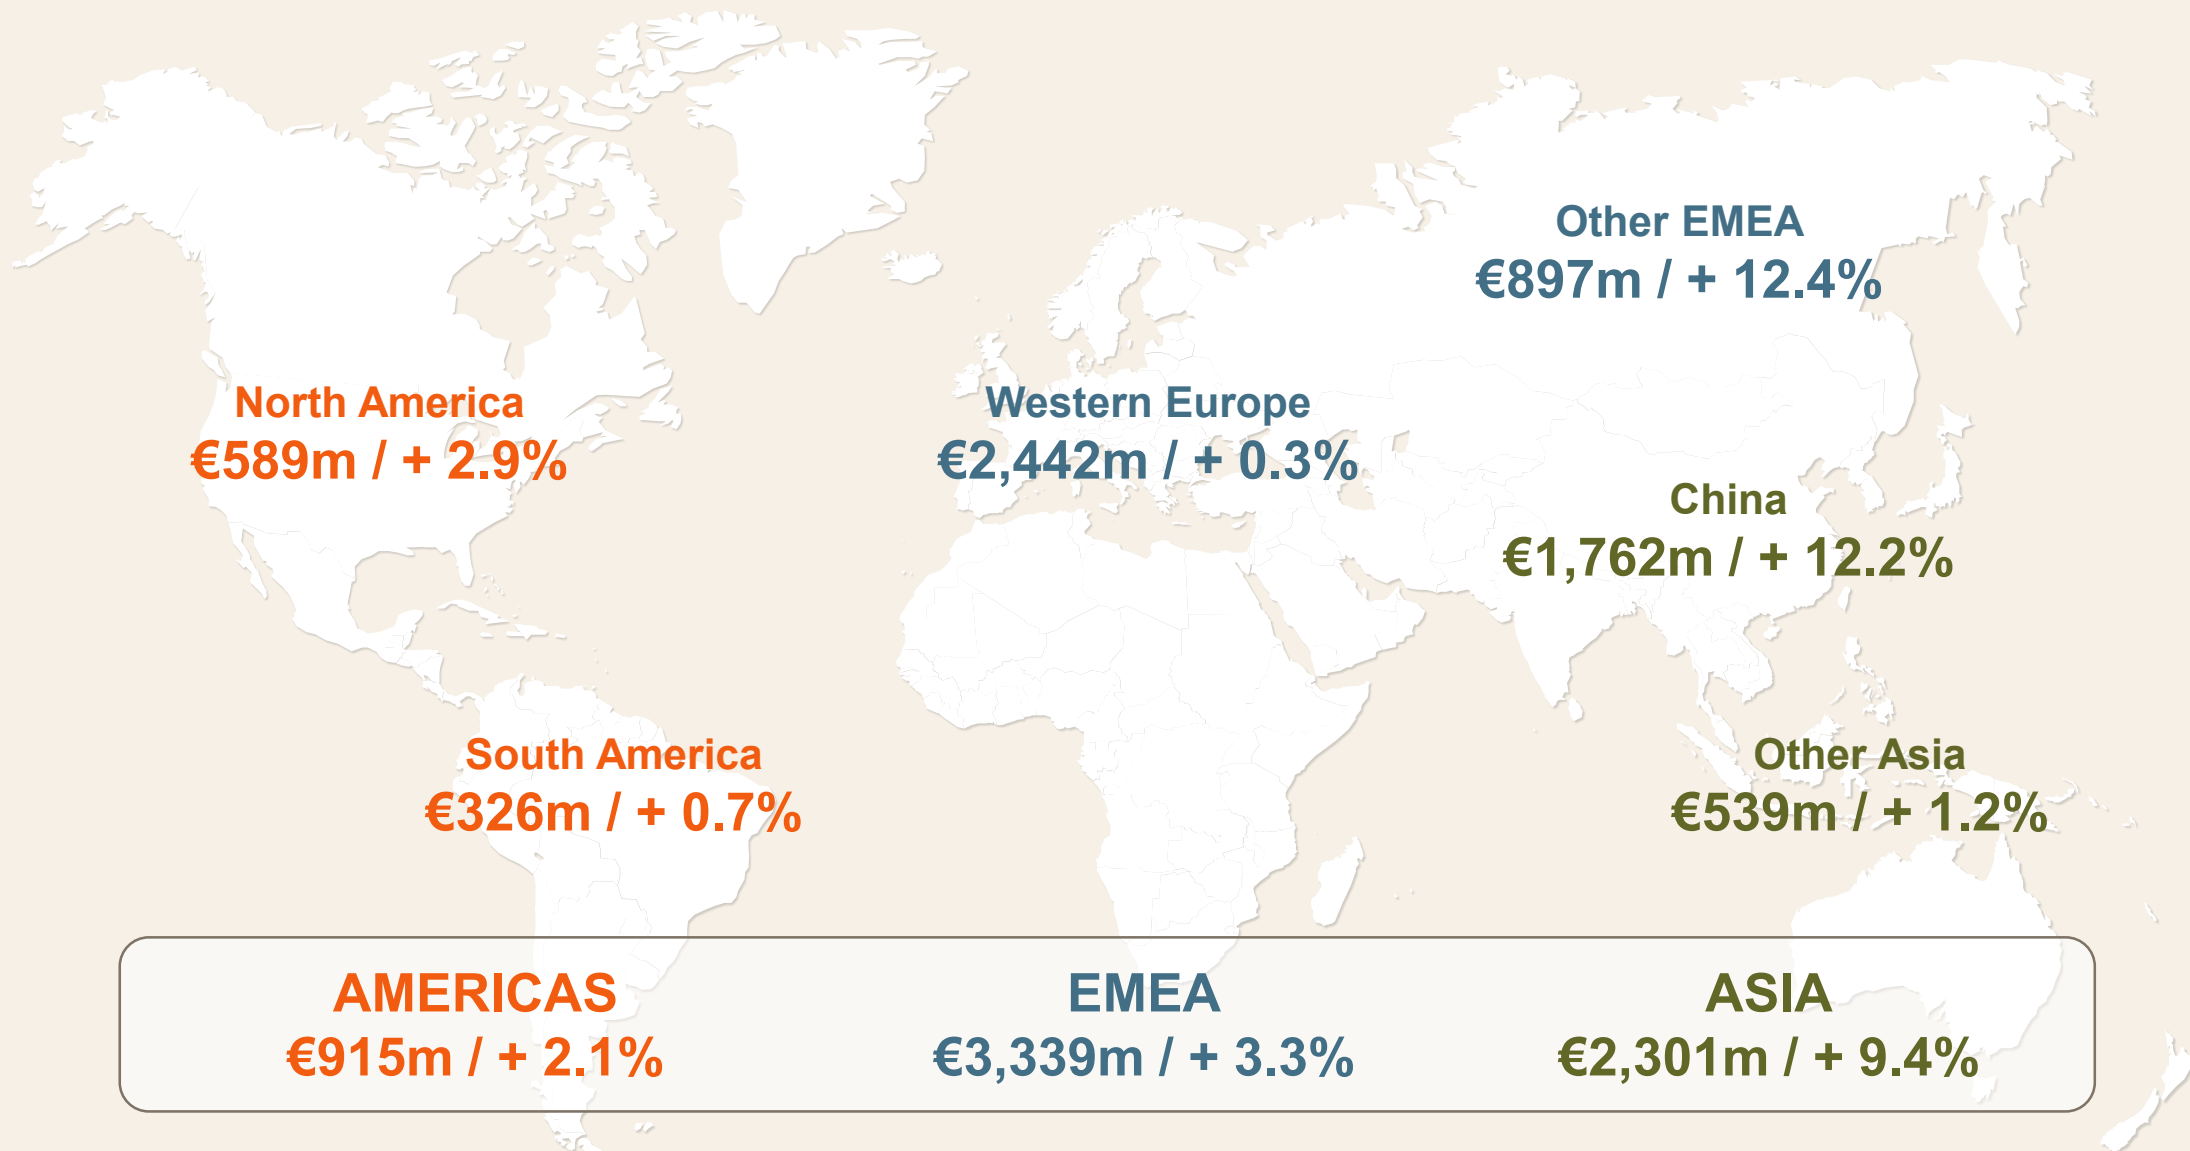 Other EMEA
€897m / + 12.4%
North America
€589m / + 2.9%
Western Europe
€2,442m / + 0.3%
China
€1,762m / + 12.2%
South America
€326m / + 0.7%
Other Asia
€539m / + 1.2%
AMERICAS
€915m / + 2.1%
EMEA
€3,339m / + 3.3%
ASIA
€2,301m / + 9.4%